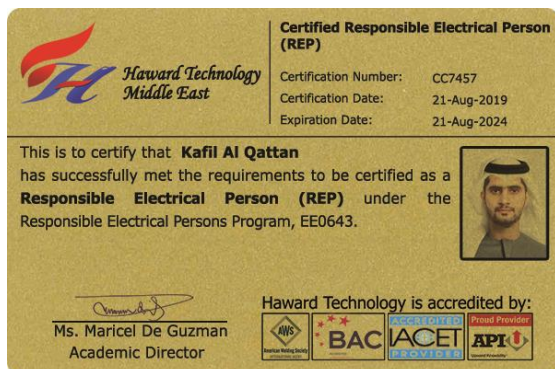 Haward Technology
Middle East
Certified Responsible Electrical Person
(REP)
Certification Number: CC7457
Certification Date: 21-Aug-2019
Expiration Date: 21-Aug-2024
This is to certify that Kafil Al Qattan
has successfully met the requirements to be certified as a
Responsible Electrical Person (REP) under the
Responsible Electrical Persons Program, EE0643.
Ms. Maricel De Guzman
Academic Director
Haward Technology is accredited by:
AWS
American Welding Society
BAC
ACCREDITED
IACET
PROVIDER
Proud Provider
API U